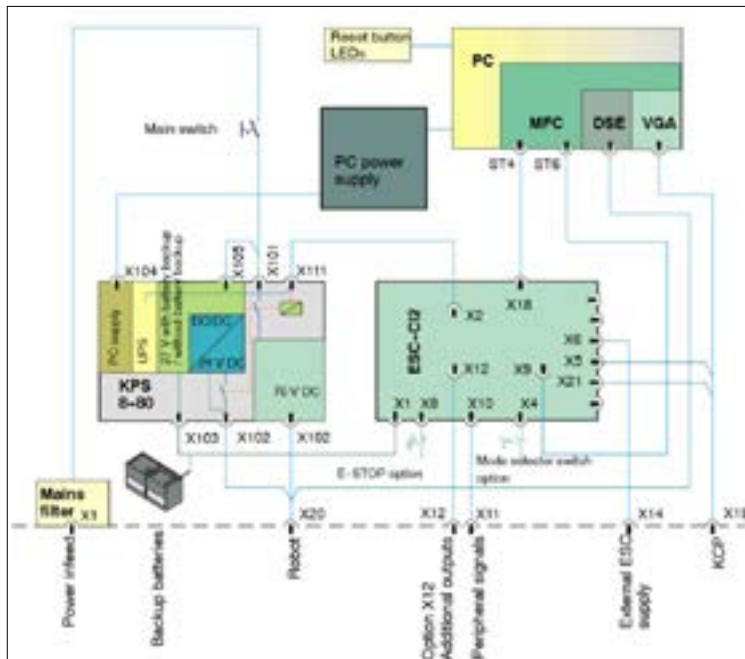 Reset button
LEDs
PC
MFC
DSE
VGA
Main switch
PC power
supply
ST4
ST6
X104
X105
X101
X111
PC supply
UPS
27 V with battery backup
/ without battery backup
KPS
8-80
X103
X102
X102
X18
X2
ESC-CI2
X6
X5
X21
X12
X9
X1
X8
X10
X4
E-STOP option
Mode selector switch
option
Mains
filter
X1
X20
X12
X11
X14
X19
Power infeed
Backup batteries
Robot
Option X12
Additional outputs
Peripheral signals
External ESC
supply
KCP